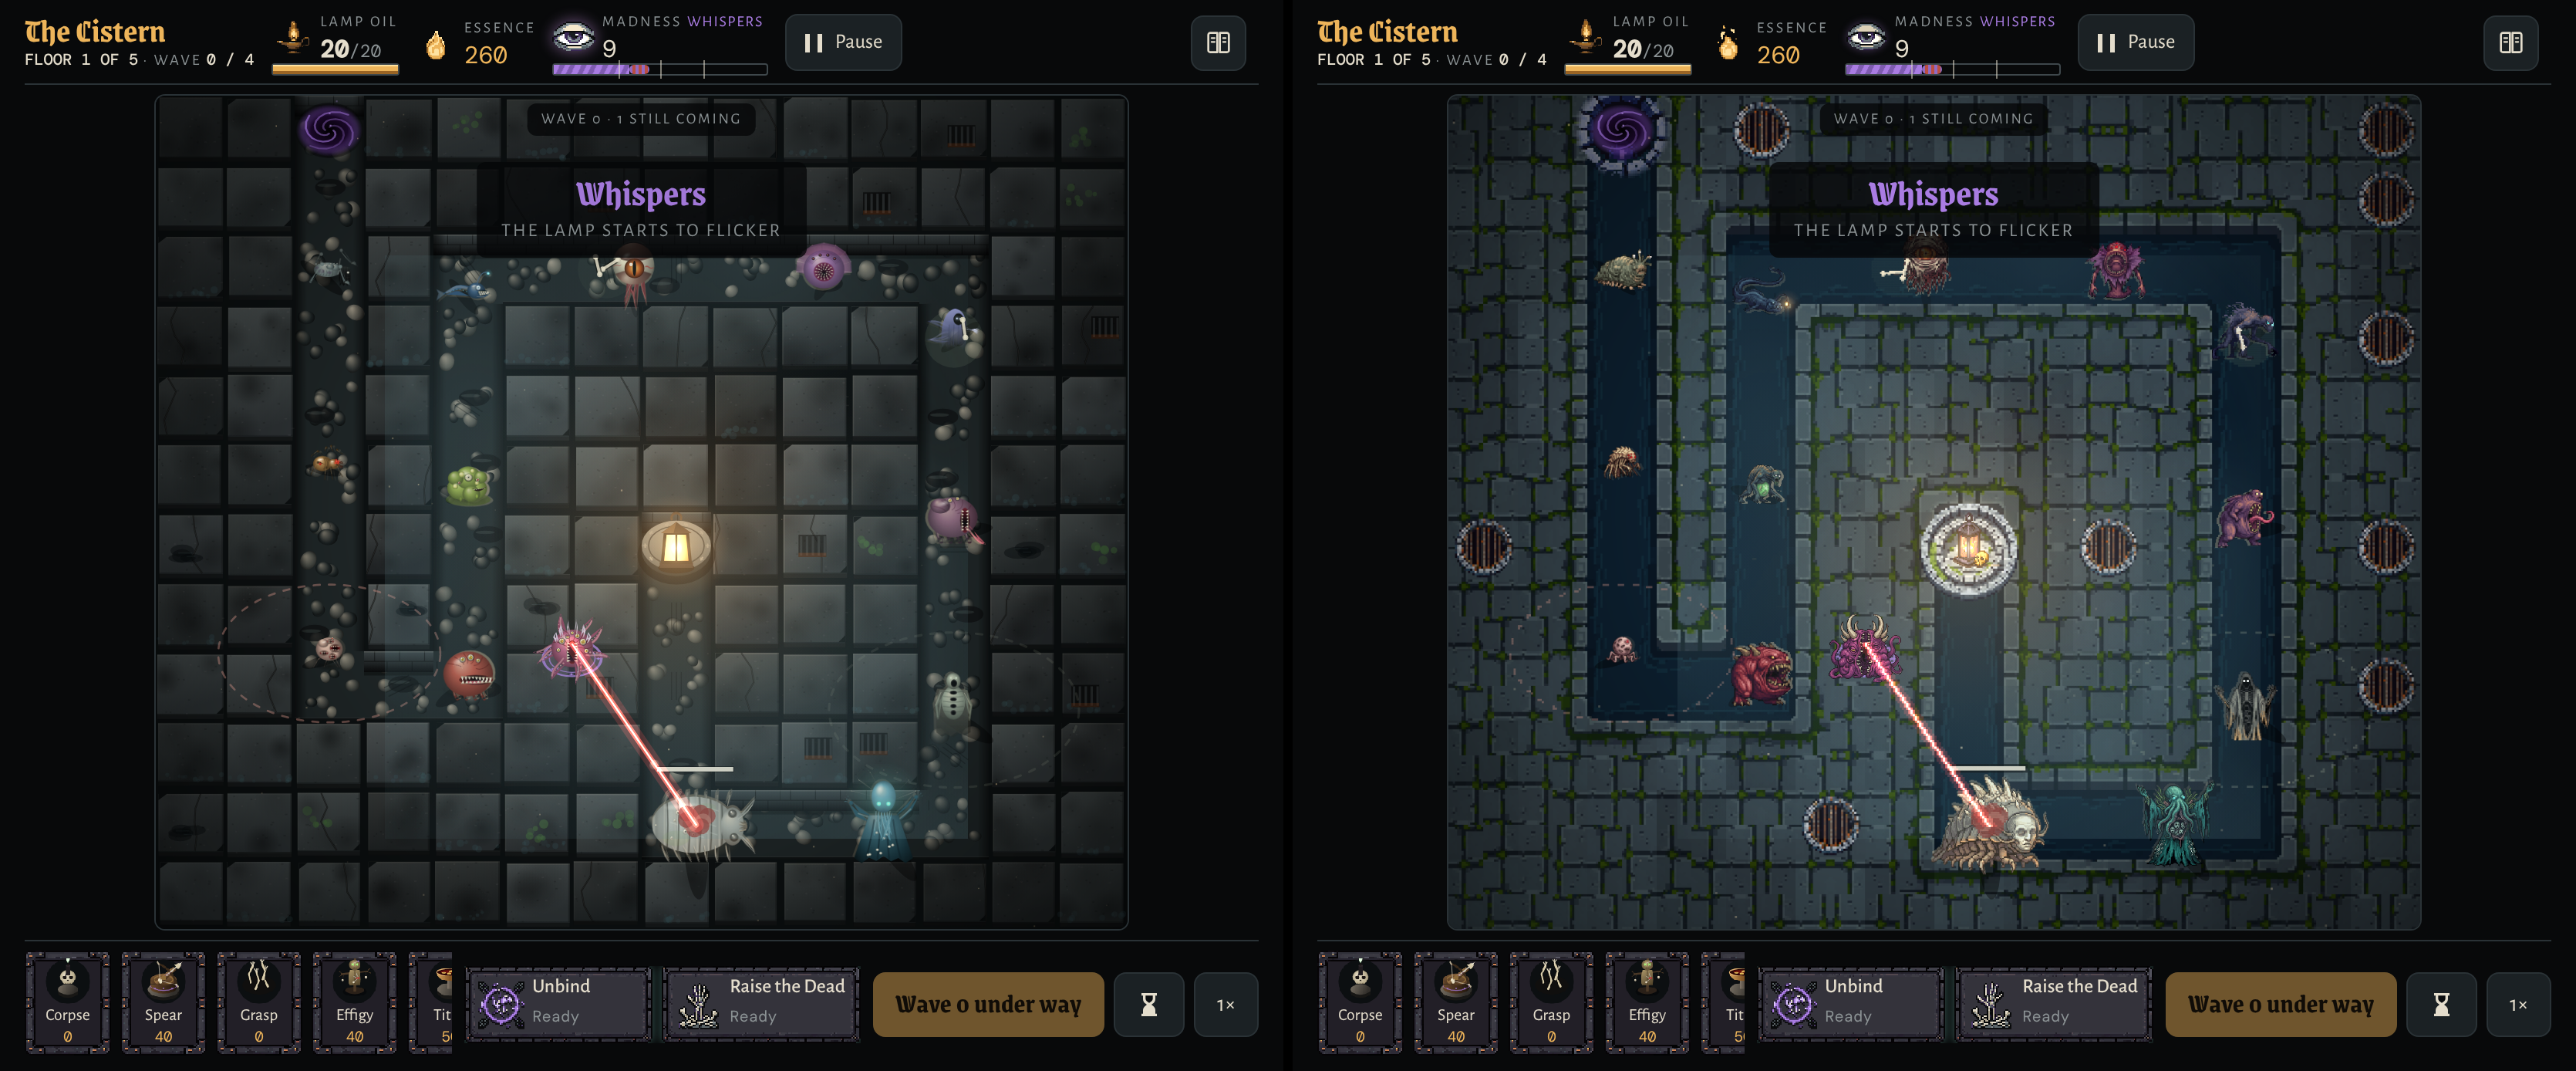 The Cistern
FLOOR 1 OF 5 · WAVE 0 / 4
LAMP OIL
20/20
ESSENCE
260
MADNESS WHISPERS
9
Pause
WAVE 0 · 1 STILL COMING
Whispers
THE LAMP STARTS TO FLICKER
Corpse
0
Spear
40
Grasp
0
Effigy
40
Unbind
Ready
Raise the Dead
Ready
Wave 0 under way
1×
The Cistern
FLOOR 1 OF 5 · WAVE 0 / 4
LAMP OIL
20/20
ESSENCE
260
MADNESS WHISPERS
9
Pause
WAVE 0 · 1 STILL COMING
Whispers
THE LAMP STARTS TO FLICKER
Corpse
0
Spear
40
Grasp
0
Effigy
40
Unbind
Ready
Raise the Dead
Ready
Wave 0 under way
1×